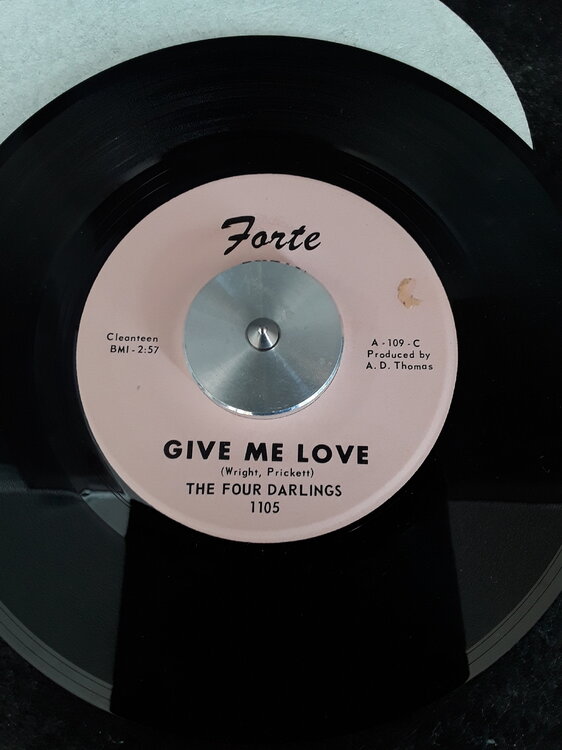 Forte
Cleanteen
BMI - 2:57
A - 109 - C
Produced by
A. D. Thomas
GIVE ME LOVE
(Wright, Prickett)
THE FOUR DARLINGS
1105